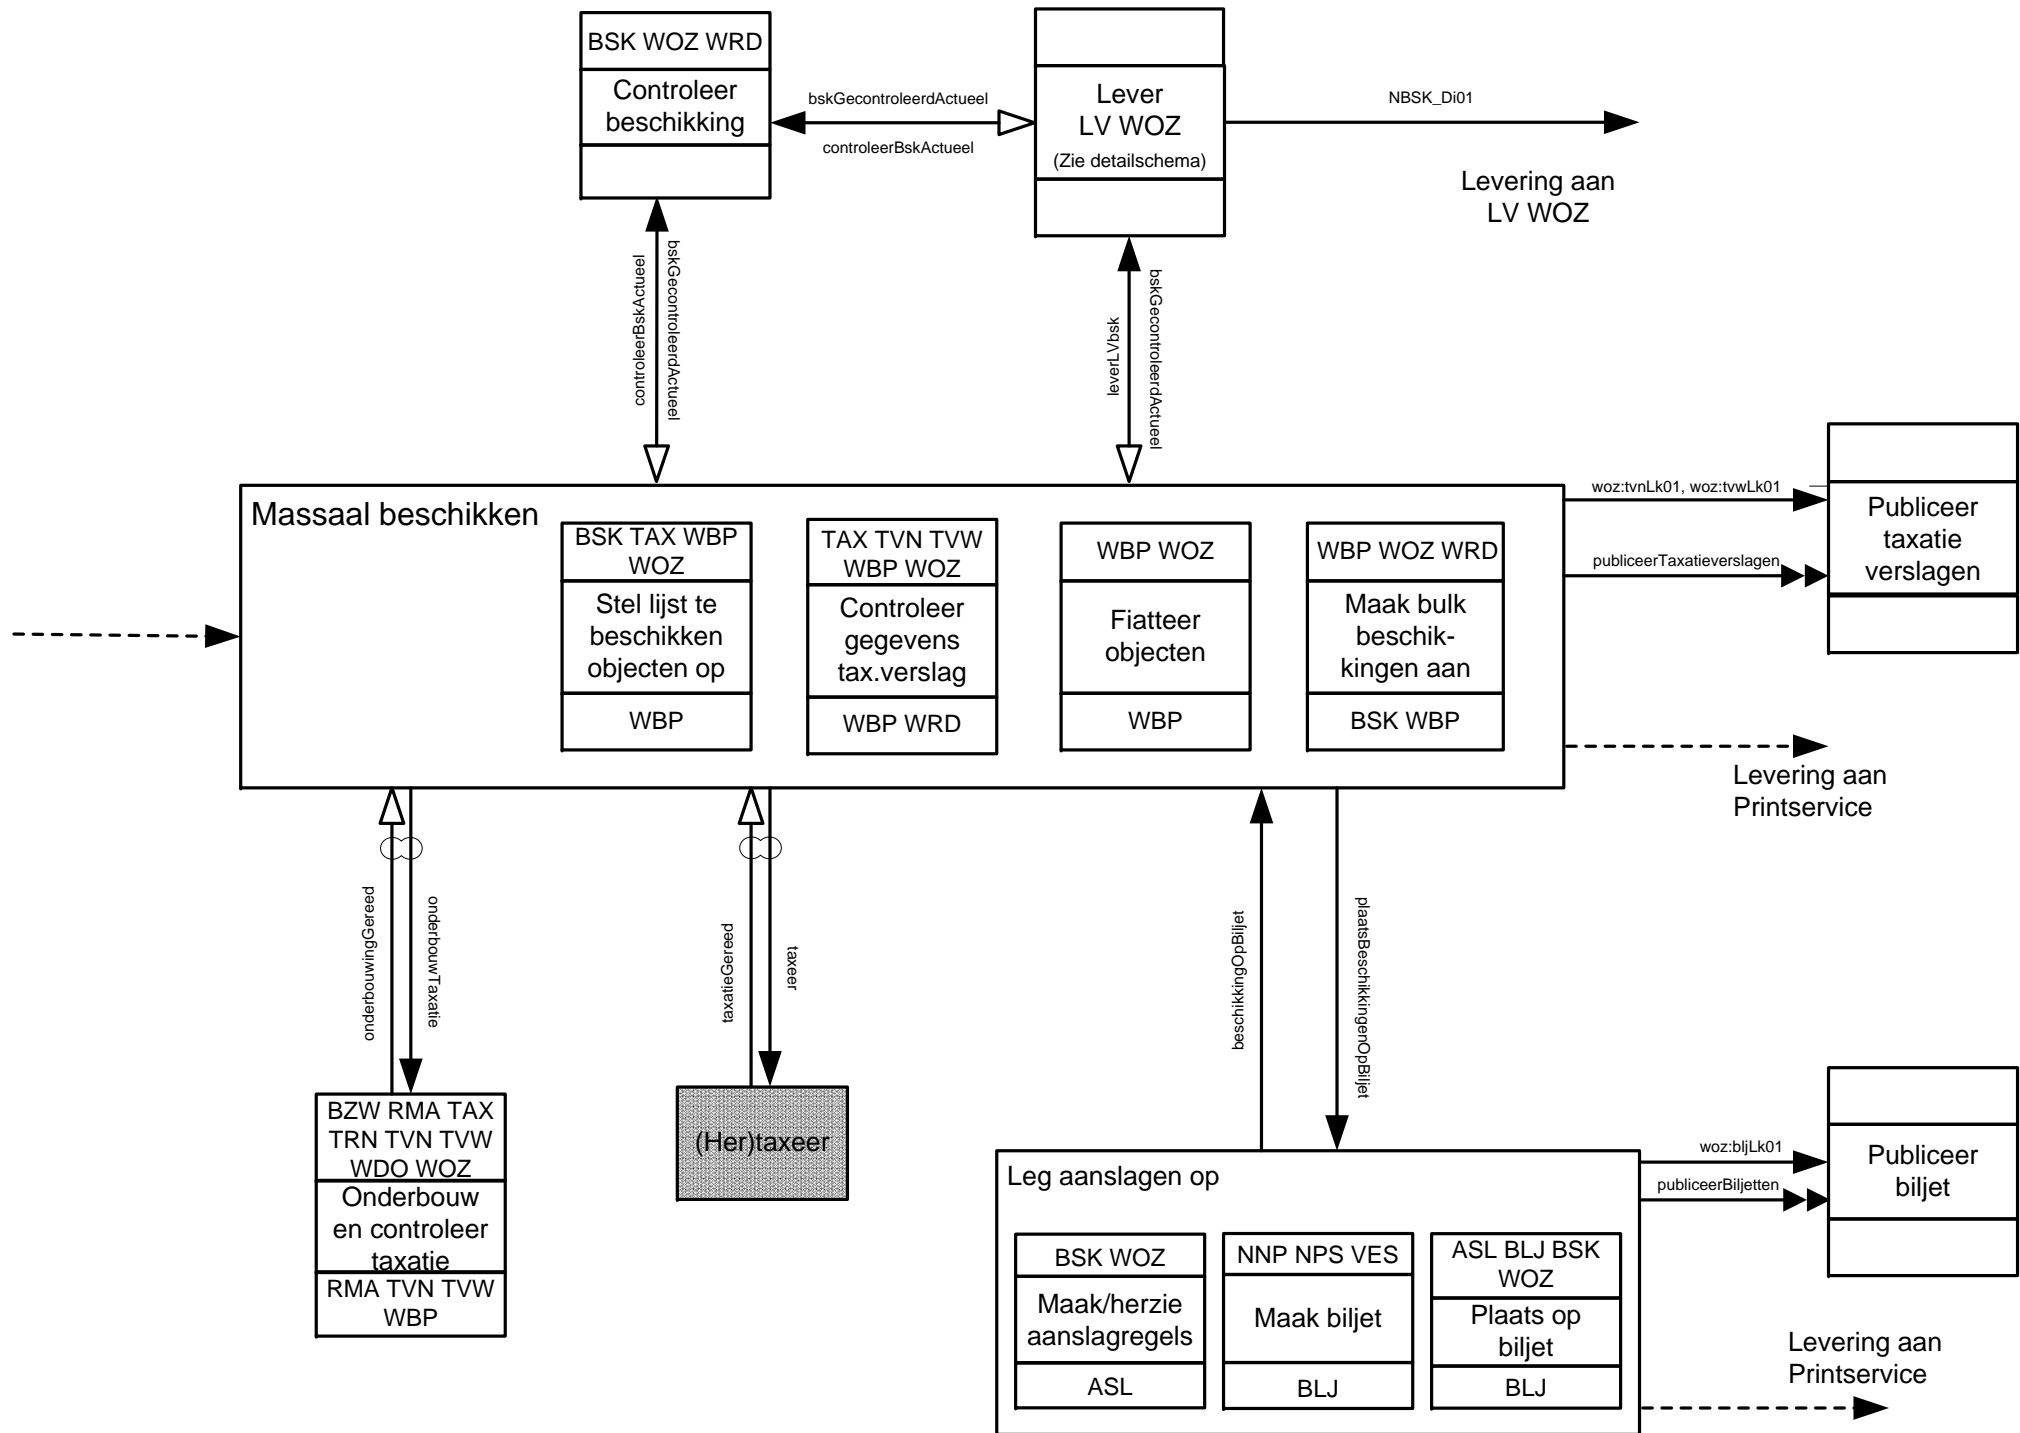 BSK WOZ WRD
Controleer
beschikking
bskGecontroleerdActueel
controleerBskActueel
Lever
LV WOZ
(Zie detailschema)
NBSK_Di01
Levering aan
LV WOZ
controleerBskActueel
bskGecontroleerdActueel
leverLVbsk
bskGecontroleerdActueel
Massaal beschikken
BSK TAX WBP
WOZ
Stel lijst te
beschikken
objecten op
WBP
TAX TVN TVW
WBP WOZ
Controleer
gegevens
tax.verslag
WBP WRD
WBP WOZ
Fiatteer
objecten
WBP
WBP WOZ WRD
Maak bulk
beschik-
kingen aan
BSK WBP
woz:tvnLk01, woz:tvwLk01
publiceerTaxatieverslagen
Publiceer
taxatie
verslagen
Levering aan
Printservice
onderbouwingGereed
onderbouwTaxatie
taxatieGereed
taxeer
beschikkingOpBiljet
plaatsBeschikkingenOpBiljet
BZW RMA TAX
TRN TVN TVW
WDO WOZ
Onderbouw
en controleer
taxatie
RMA TVN TVW
WBP
(Her)taxeer
Leg aanslagen op
BSK WOZ
Maak/herzie
aanslagregels
ASL
NNP NPS VES
Maak biljet
BLJ
ASL BLJ BSK
WOZ
Plaats op
biljet
BLJ
woz:bljLk01
publiceerBiljetten
Publiceer
biljet
Levering aan
Printservice